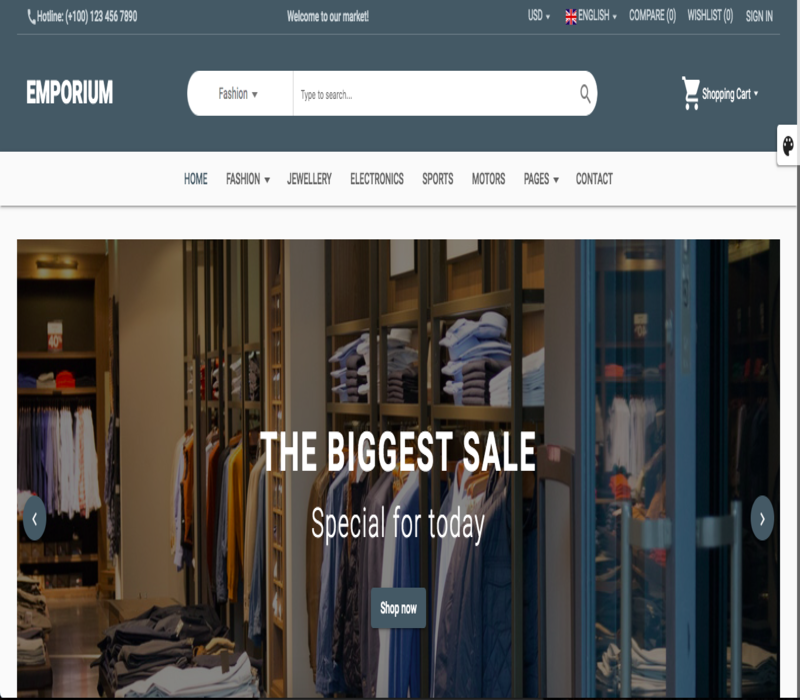 Hotline: (+100) 123 456 7890
Welcome to our market!
USD
ENGLISH
COMPARE (0)
WISHLIST (0)
SIGN IN
EMPORIUM
Fashion
Type to search...
Shopping Cart
HOME
FASHION
JEWELLERY
ELECTRONICS
SPORTS
MOTORS
PAGES
CONTACT
40%
THE BIGGEST SALE
Special for today
Shop now